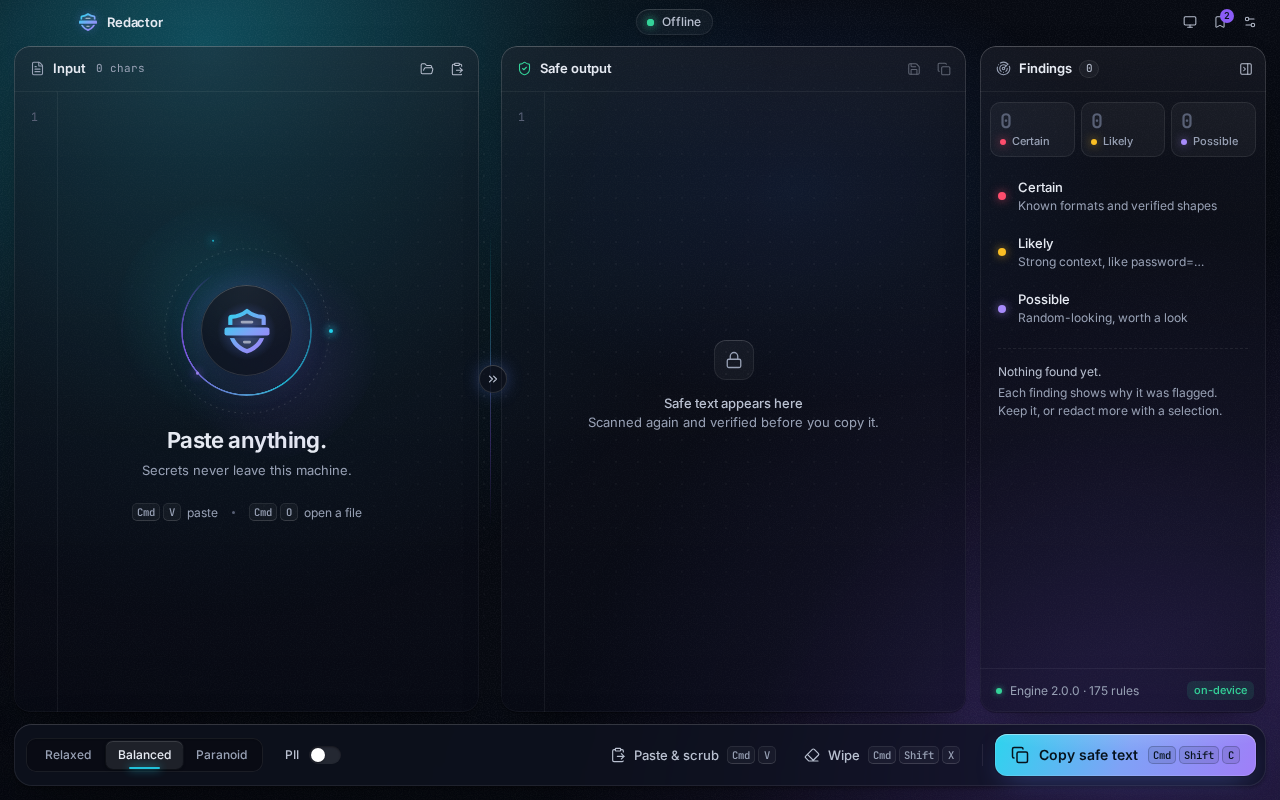 Redactor
Offline
2
Input 0 chars
1
Paste anything.
Secrets never leave this machine.
Cmd V paste • Cmd O open a file
Safe output
1
Safe text appears here
Scanned again and verified before you copy it.
Findings 0
0 0 0
Certain Likely Possible
Certain
Known formats and verified shapes
Likely
Strong context, like password=…
Possible
Random-looking, worth a look
Nothing found yet.
Each finding shows why it was flagged.
Keep it, or redact more with a selection.
Engine 2.0.0 · 175 rules on-device
Relaxed Balanced Paranoid PII Paste & scrub Cmd V Wipe Cmd Shift X Copy safe text Cmd Shift C